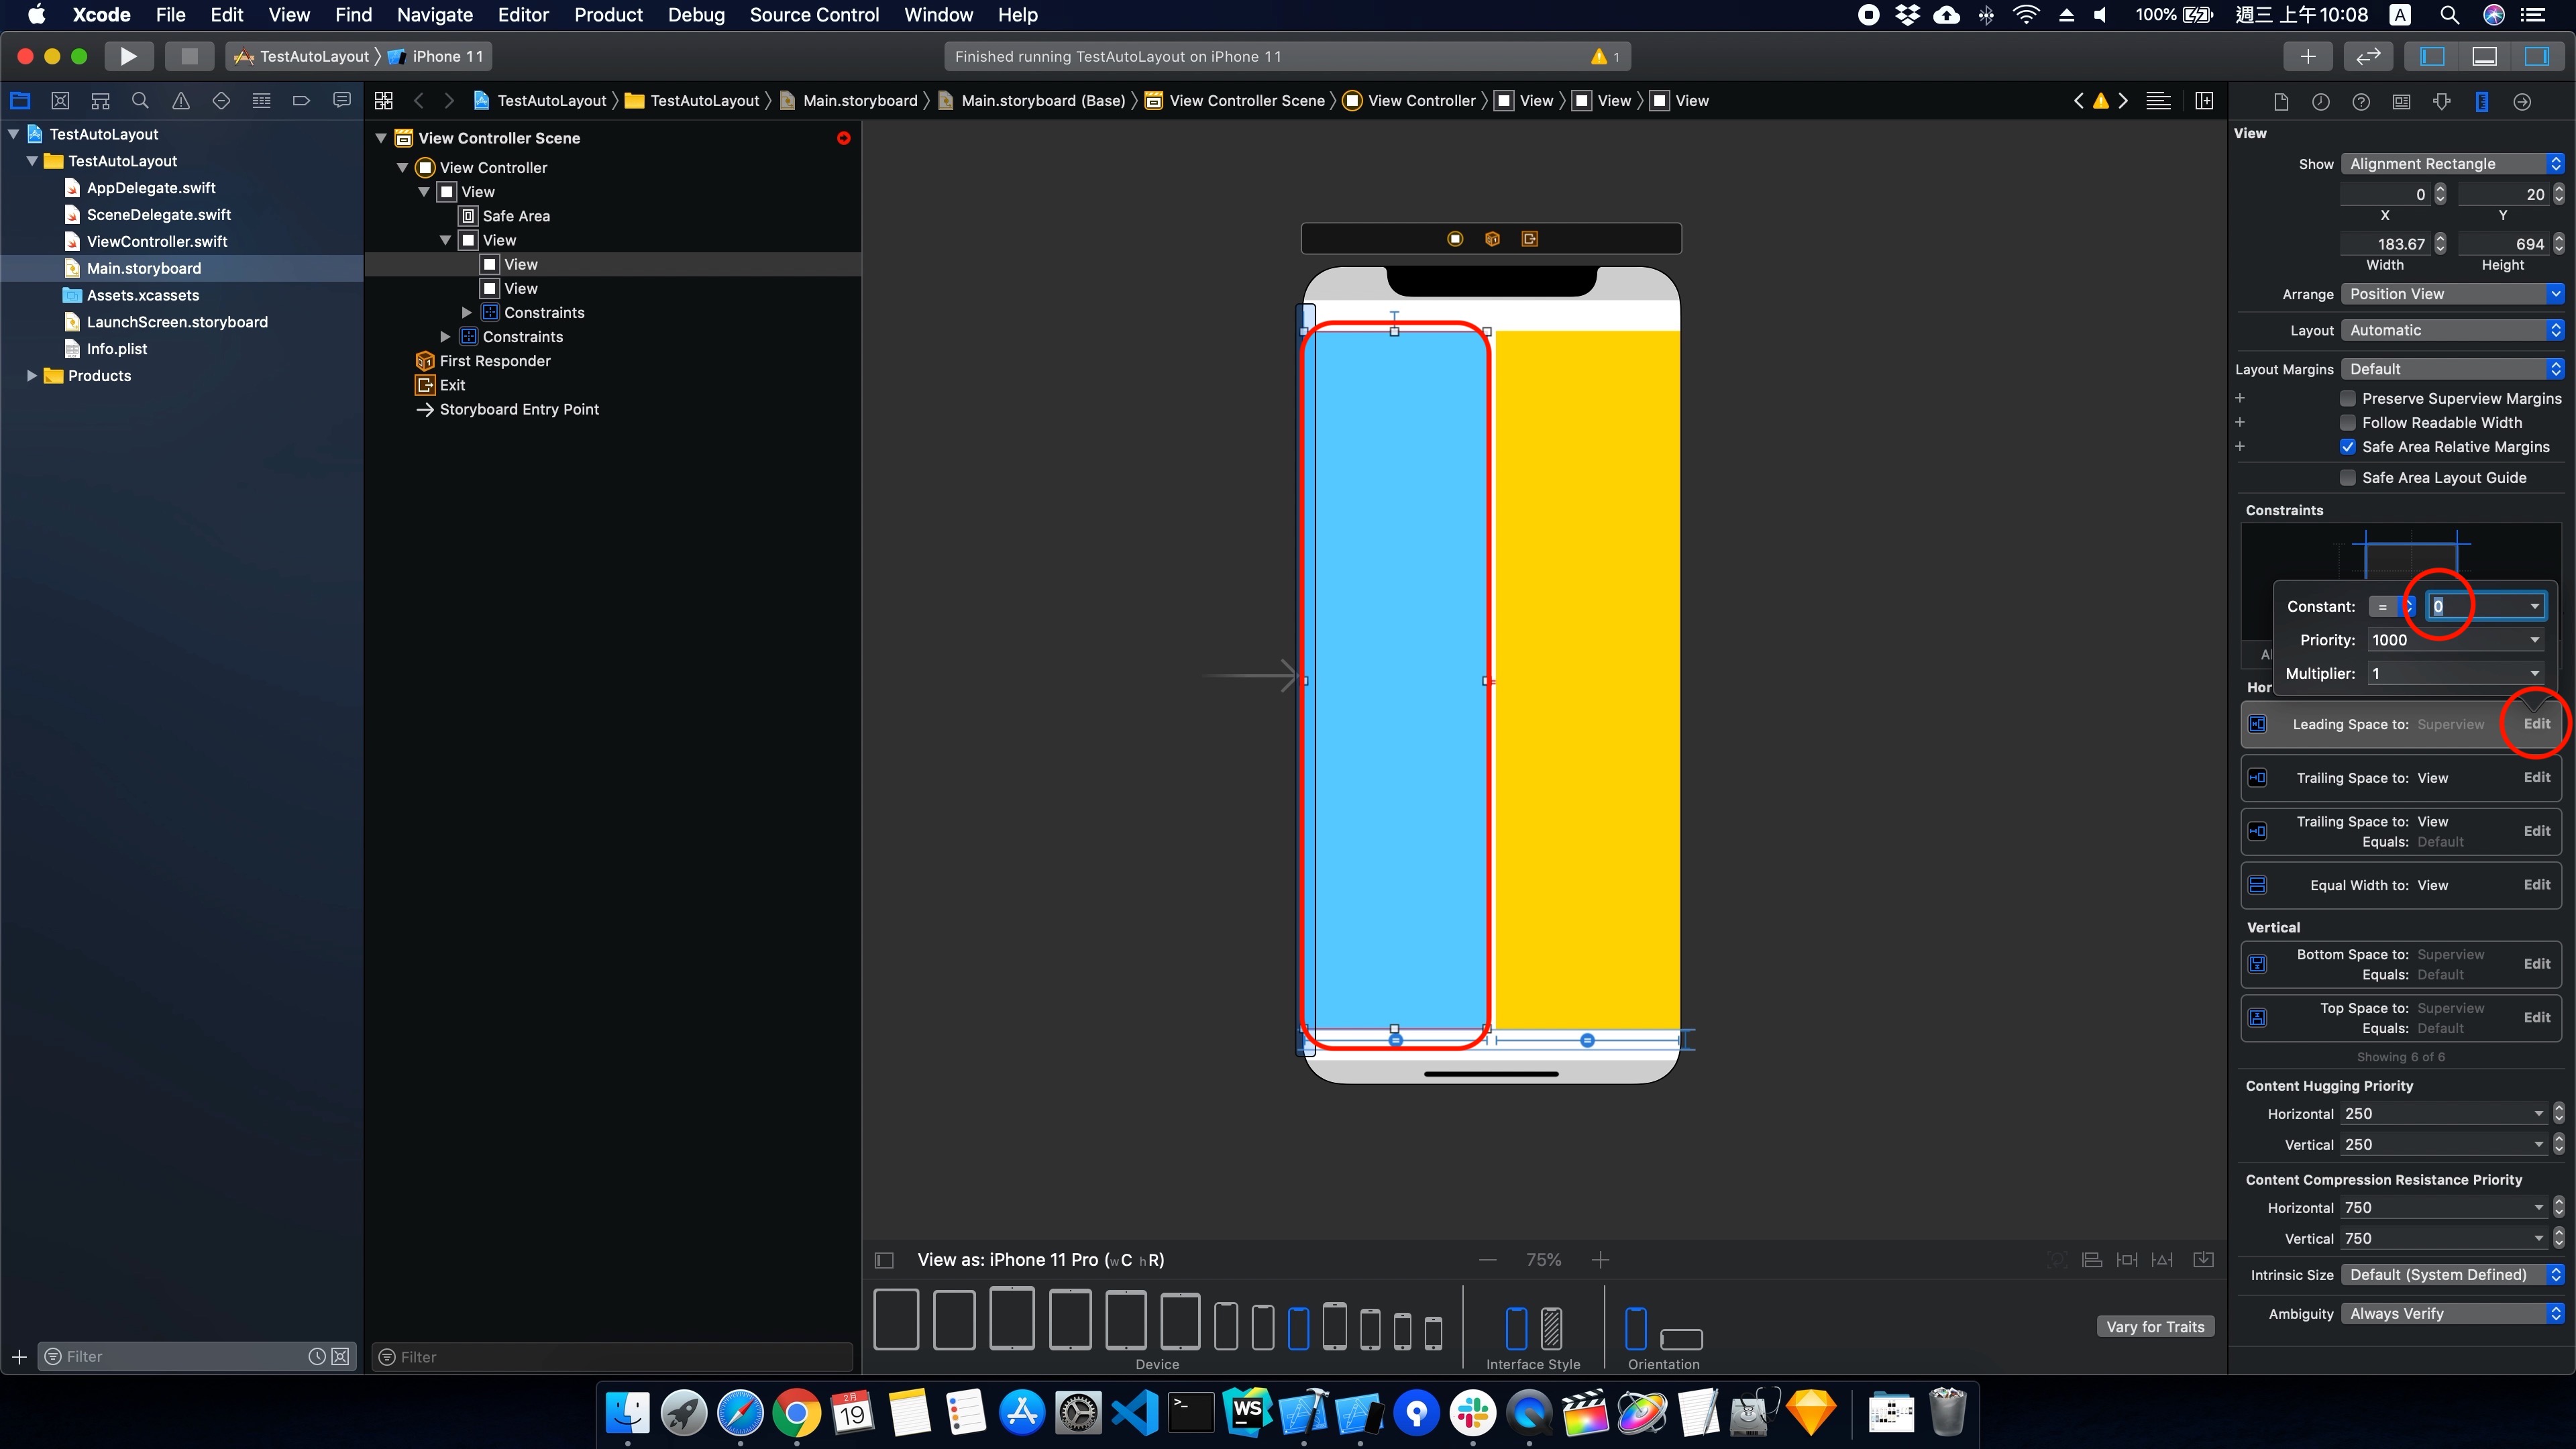 Xcode File Edit View Find Navigate Editor Product Debug Source Control Window Help 100% 週三 上午10:08 A
TestAutoLayout iPhone 11 Finished running TestAutoLayout on iPhone 11 1
TestAutoLayout TestAutoLayout Main.storyboard Main.storyboard (Base) View Controller Scene View Controller View View View
TestAutoLayout
TestAutoLayout
AppDelegate.swift
SceneDelegate.swift
ViewController.swift
Main.storyboard
Assets.xcassets
LaunchScreen.storyboard
Info.plist
Products
Filter
View Controller Scene
View Controller
View
Safe Area
View
View
View
Constraints
Constraints
First Responder
Exit
Storyboard Entry Point
Filter
View as: iPhone 11 Pro (wC hR) 75%
Device Interface Style Orientation
Vary for Traits
View
Show Alignment Rectangle
0 20
X Y
183.67 694
Width Height
Arrange Position View
Layout Automatic
Layout Margins Default
Preserve Superview Margins
Follow Readable Width
Safe Area Relative Margins
Safe Area Layout Guide
Constraints
Constant: = 0
Priority: 1000
Multiplier: 1
Hor
Leading Space to: Superview Edit
Trailing Space to: View Edit
Trailing Space to: View
Equals: Default Edit
Equal Width to: View Edit
Vertical
Bottom Space to: Superview
Equals: Default Edit
Top Space to: Superview
Equals: Default Edit
Showing 6 of 6
Content Hugging Priority
Horizontal 250
Vertical 250
Content Compression Resistance Priority
Horizontal 750
Vertical 750
Intrinsic Size Default (System Defined)
Ambiguity Always Verify
2月
19
>_
WS